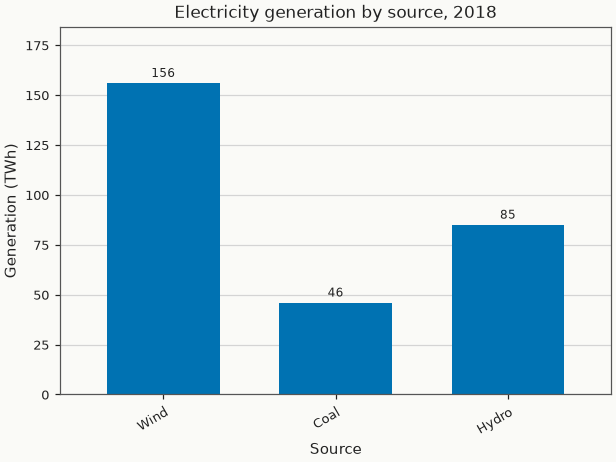 Electricity generation by source, 2018
Generation (TWh)
175
150
125
100
75
50
25
0
156
46
85
Wind
Coal
Hydro
Source